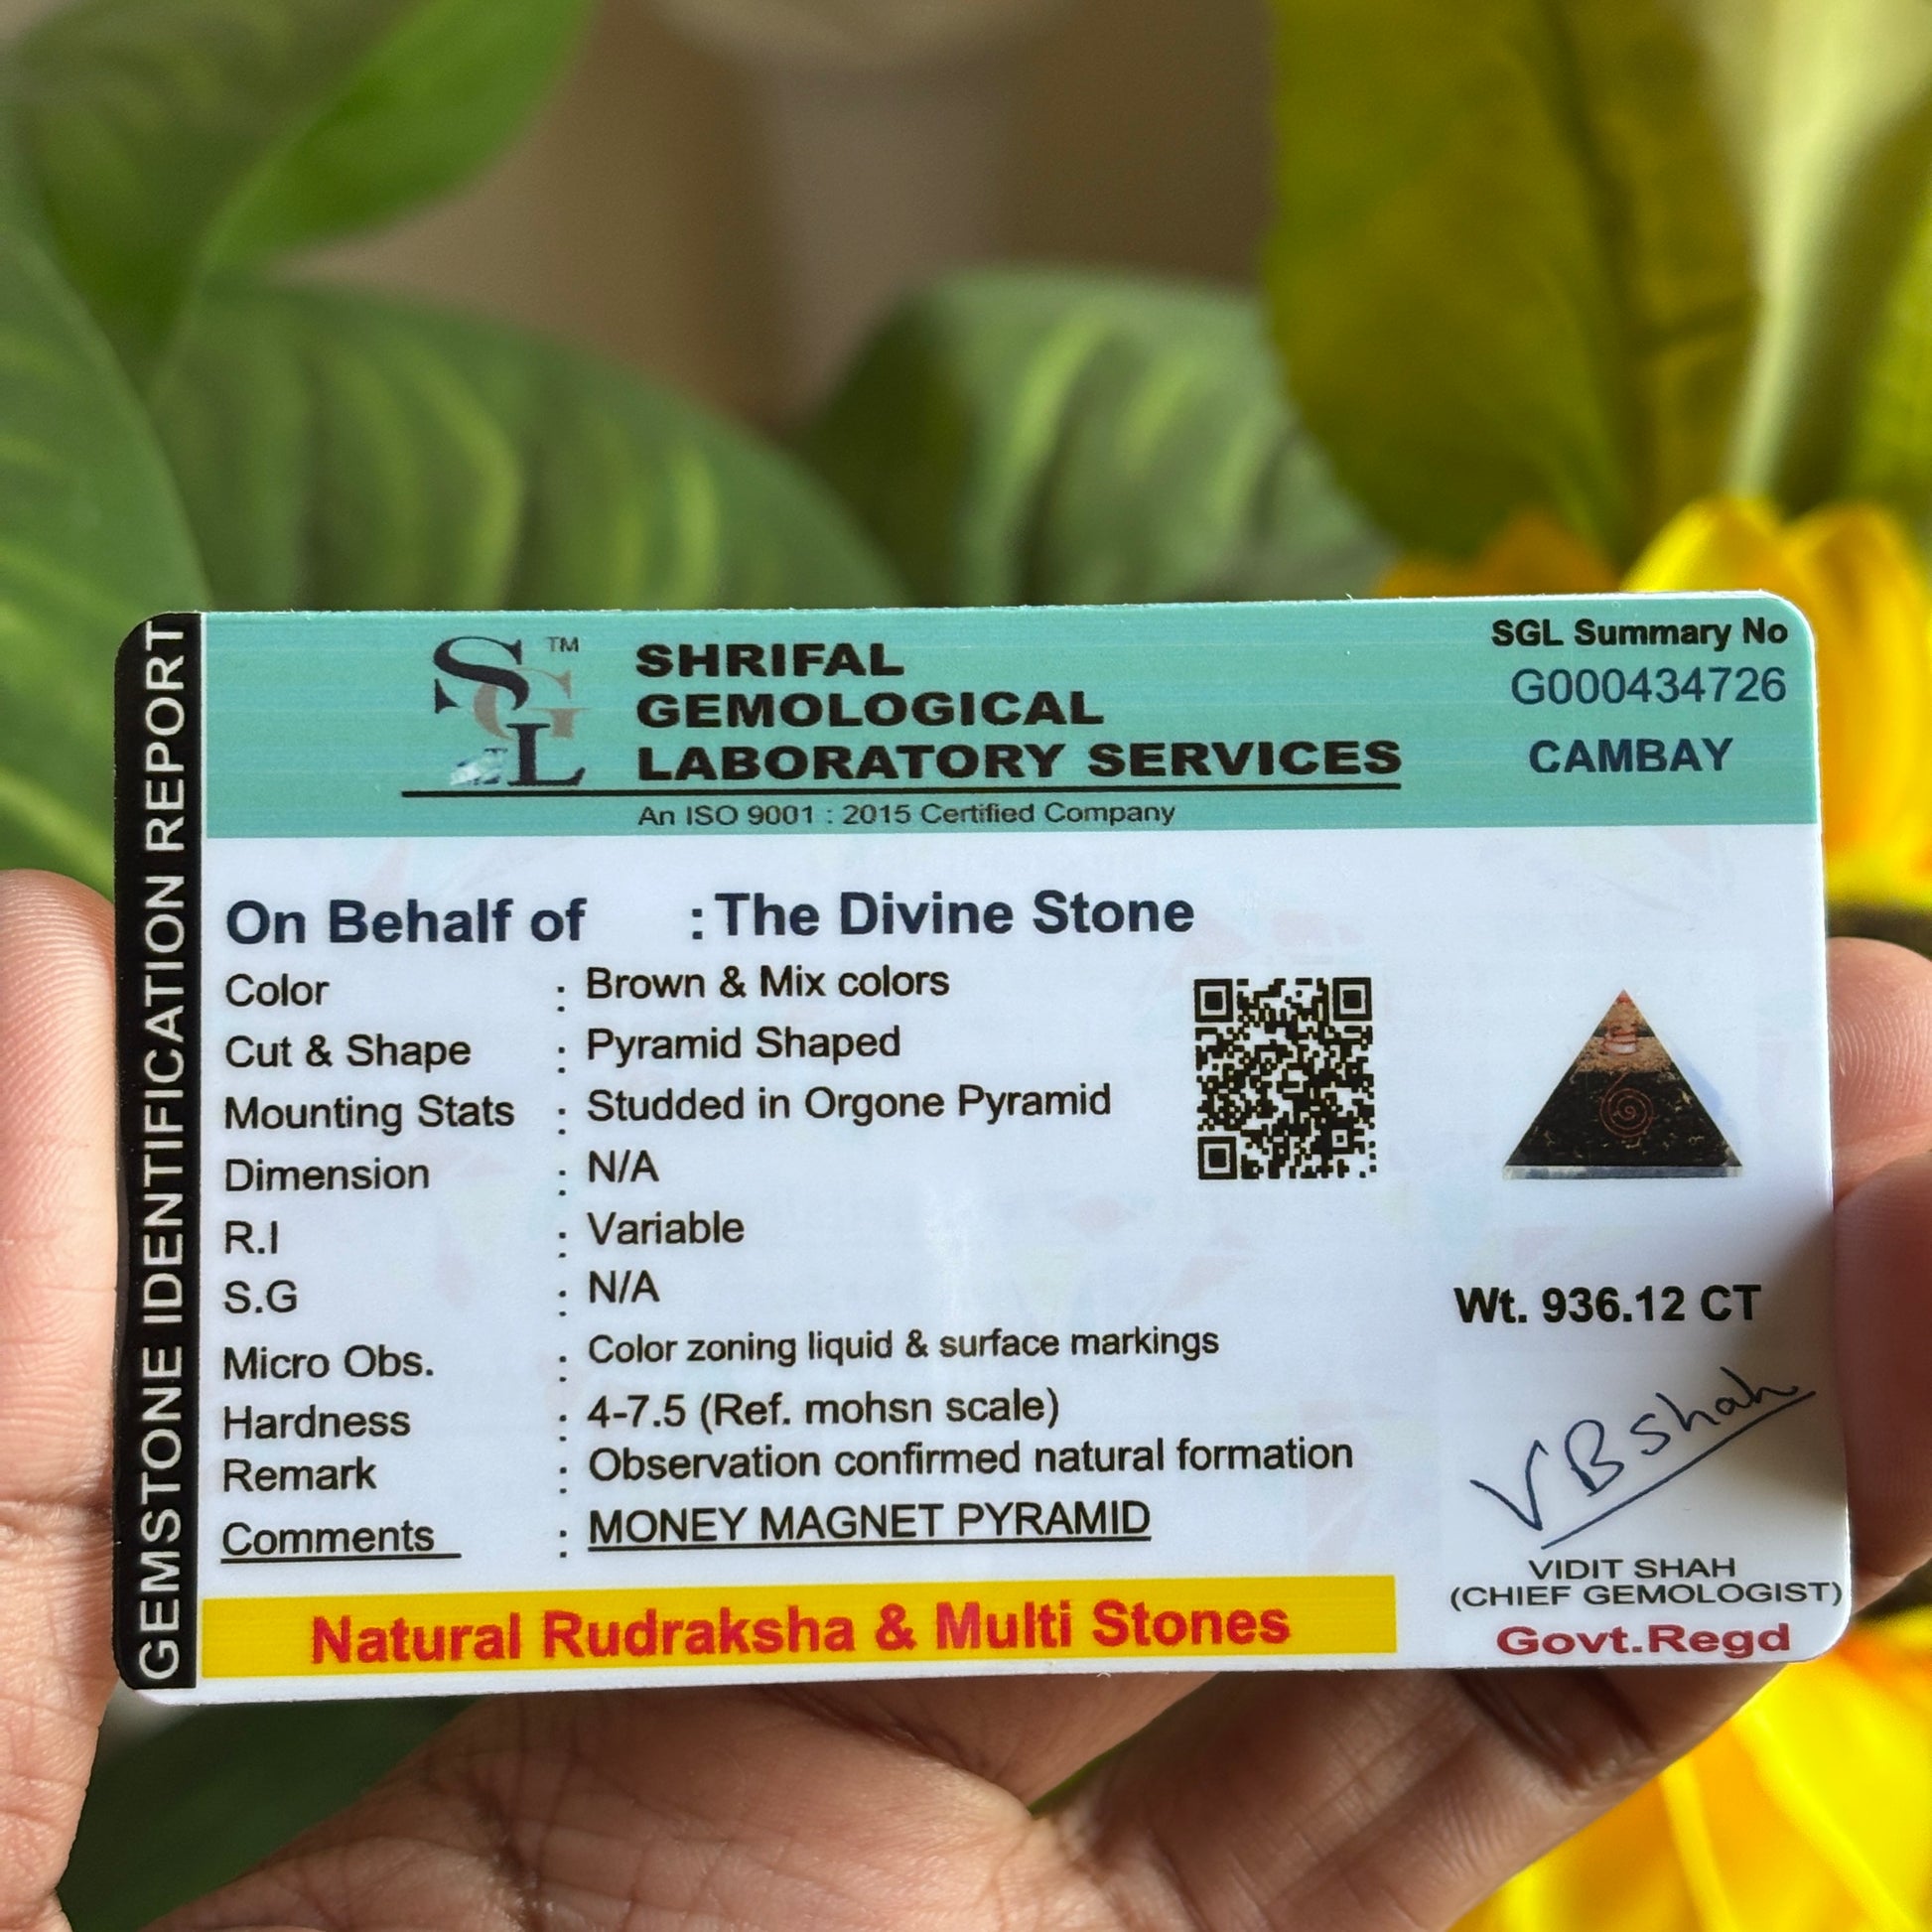 GEMSTONE IDENTIFICATION REPORT
SGL
TM
SHRIFAL
GEMOLOGICAL
LABORATORY SERVICES
An ISO 9001 : 2015 Certified Company
SGL Summary No
G000434726
CAMBAY
On Behalf of : The Divine Stone
Color : Brown & Mix colors
Cut & Shape : Pyramid Shaped
Mounting Stats : Studded in Orgone Pyramid
Dimension : N/A
R.I : Variable
S.G : N/A
Micro Obs. : Color zoning liquid & surface markings
Hardness : 4-7.5 (Ref. mohsn scale)
Remark : Observation confirmed natural formation
Comments : MONEY MAGNET PYRAMID
Natural Rudraksha & Multi Stones
Wt. 936.12 CT
VBshah
VIDIT SHAH
(CHIEF GEMOLOGIST)
Govt.Regd